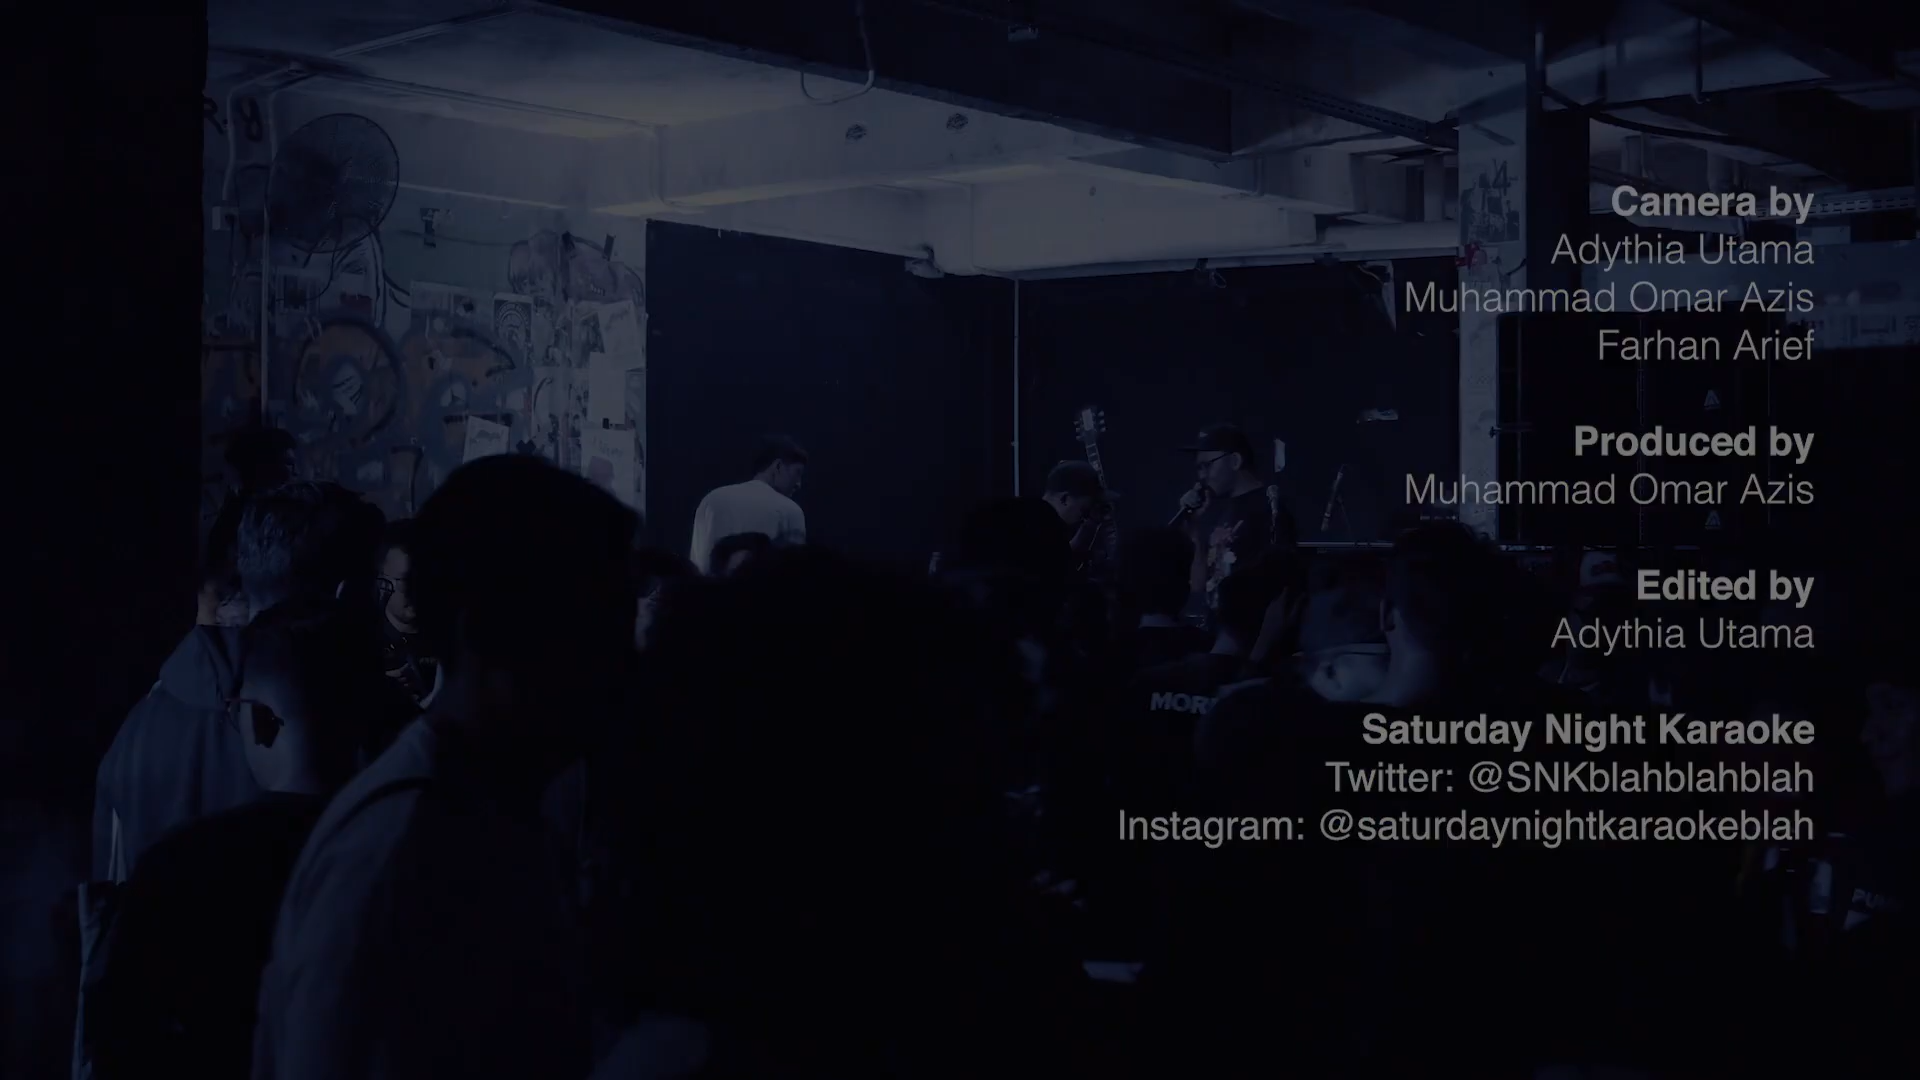 Camera by
Adythia Utama
Muhammad Omar Azis
Farhan Arief
Produced by
Muhammad Omar Azis
Edited by
Adythia Utama
MOR
Saturday Night Karaoke
Twitter: @SNKblahblahblah
Instagram: @saturdaynightkaraokeblah